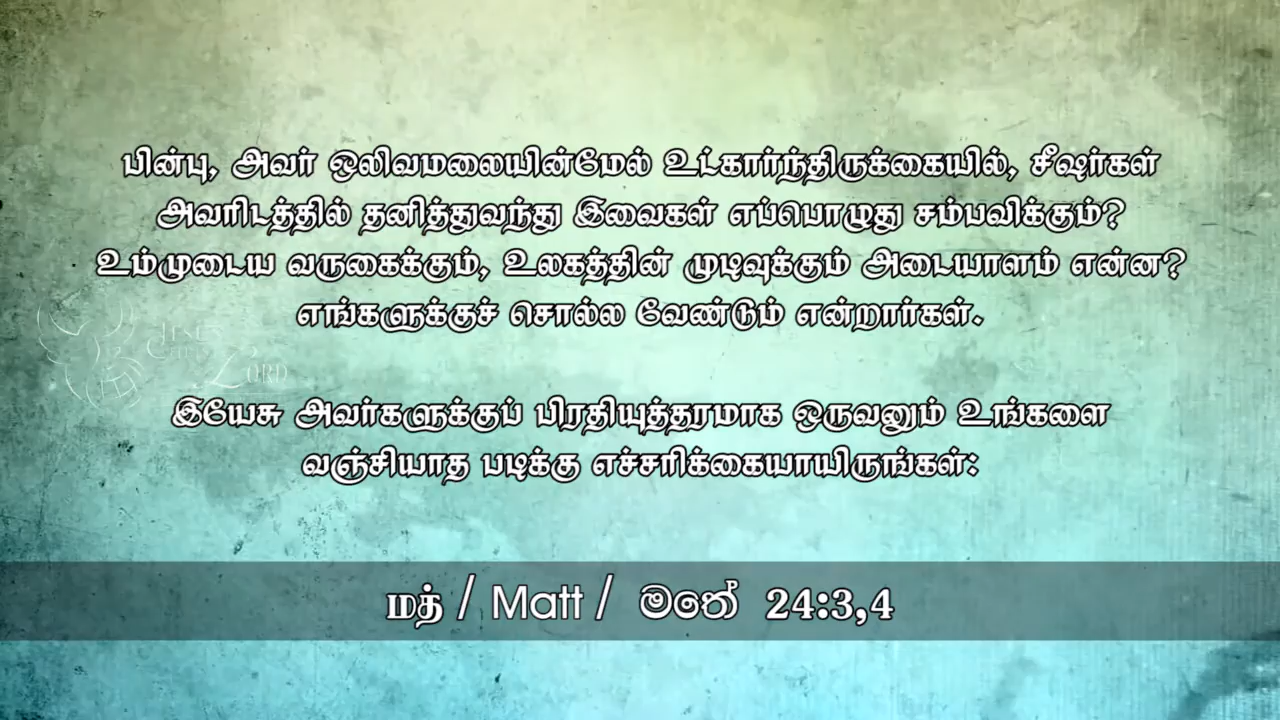 பின்பு, அவர் ஒலிவமலையின்மேல் உட்கார்ந்திருக்கையில், சீஷர்கள்
அவரிடத்தில் தனித்துவந்து இவைகள் எப்பொழுது சம்பவிக்கும்?
உம்முடைய வருகைக்கும், உலகத்தின் முடிவுக்கும் அடையாளம் என்ன?
எங்களுக்குச் சொல்ல வேண்டும் என்றார்கள்.
இயேசு அவர்களுக்குப் பிரதியுத்தரமாக ஒருவனும் உங்களை
வஞ்சியாத படிக்கு எச்சரிக்கையாயிருங்கள்:
மத் / Matt / මතේ 24:3,4
LORD